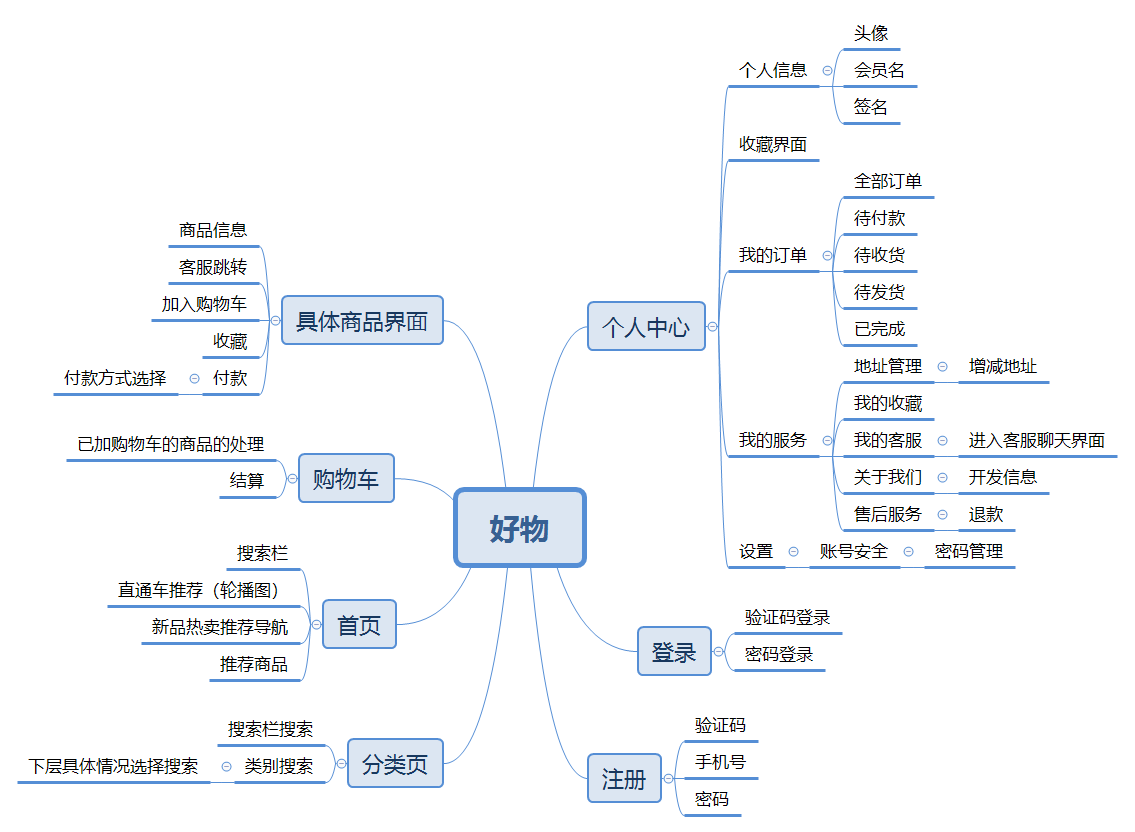 好物
个人中心
个人信息
头像
会员名
签名
收藏界面
我的订单
全部订单
待付款
待收货
待发货
已完成
我的服务
地址管理
增减地址
我的收藏
我的客服
进入客服聊天界面
关于我们
开发信息
售后服务
退款
设置
账号安全
密码管理
登录
验证码登录
密码登录
注册
验证码
手机号
密码
具体商品界面
商品信息
客服跳转
加入购物车
收藏
付款
付款方式选择
购物车
已加购物车的商品的处理
结算
首页
搜索栏
直通车推荐（轮播图）
新品热卖推荐导航
推荐商品
分类页
搜索栏搜索
类别搜索
下层具体情况选择搜索